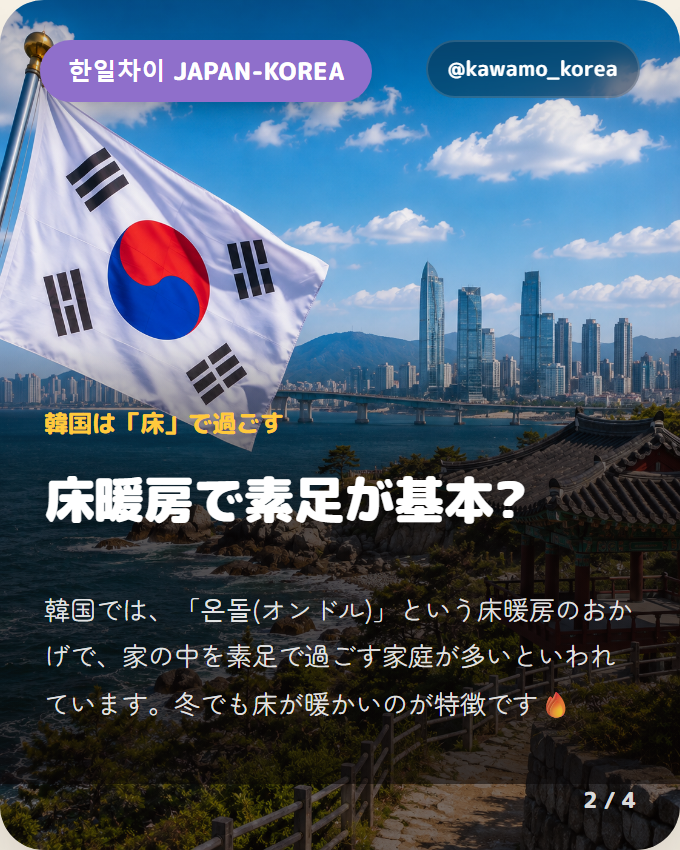 한일차이 JAPAN-KOREA
@kawamo_korea
韓国は「床」で過ごす
床暖房で素足が基本?
韓国では、「온돌(オンドル)」という床暖房のおか
げで、家の中を素足で過ごす家庭が多いといわれ
ています。冬でも床が暖かいのが特徴です🔥
2 / 4